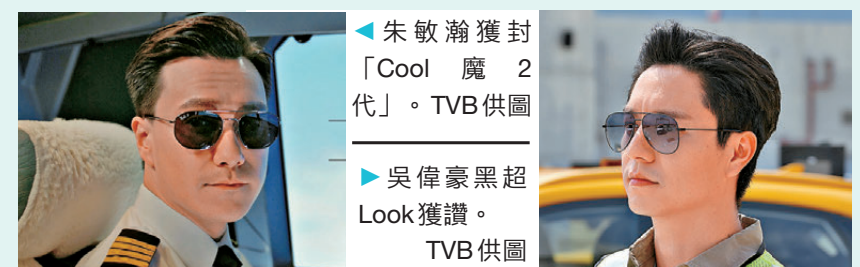 ◀朱敏瀚獲封
「Cool 魔 2
代」。TVB供圖
▶吳偉豪黑超
Look獲讚。
TVB供圖